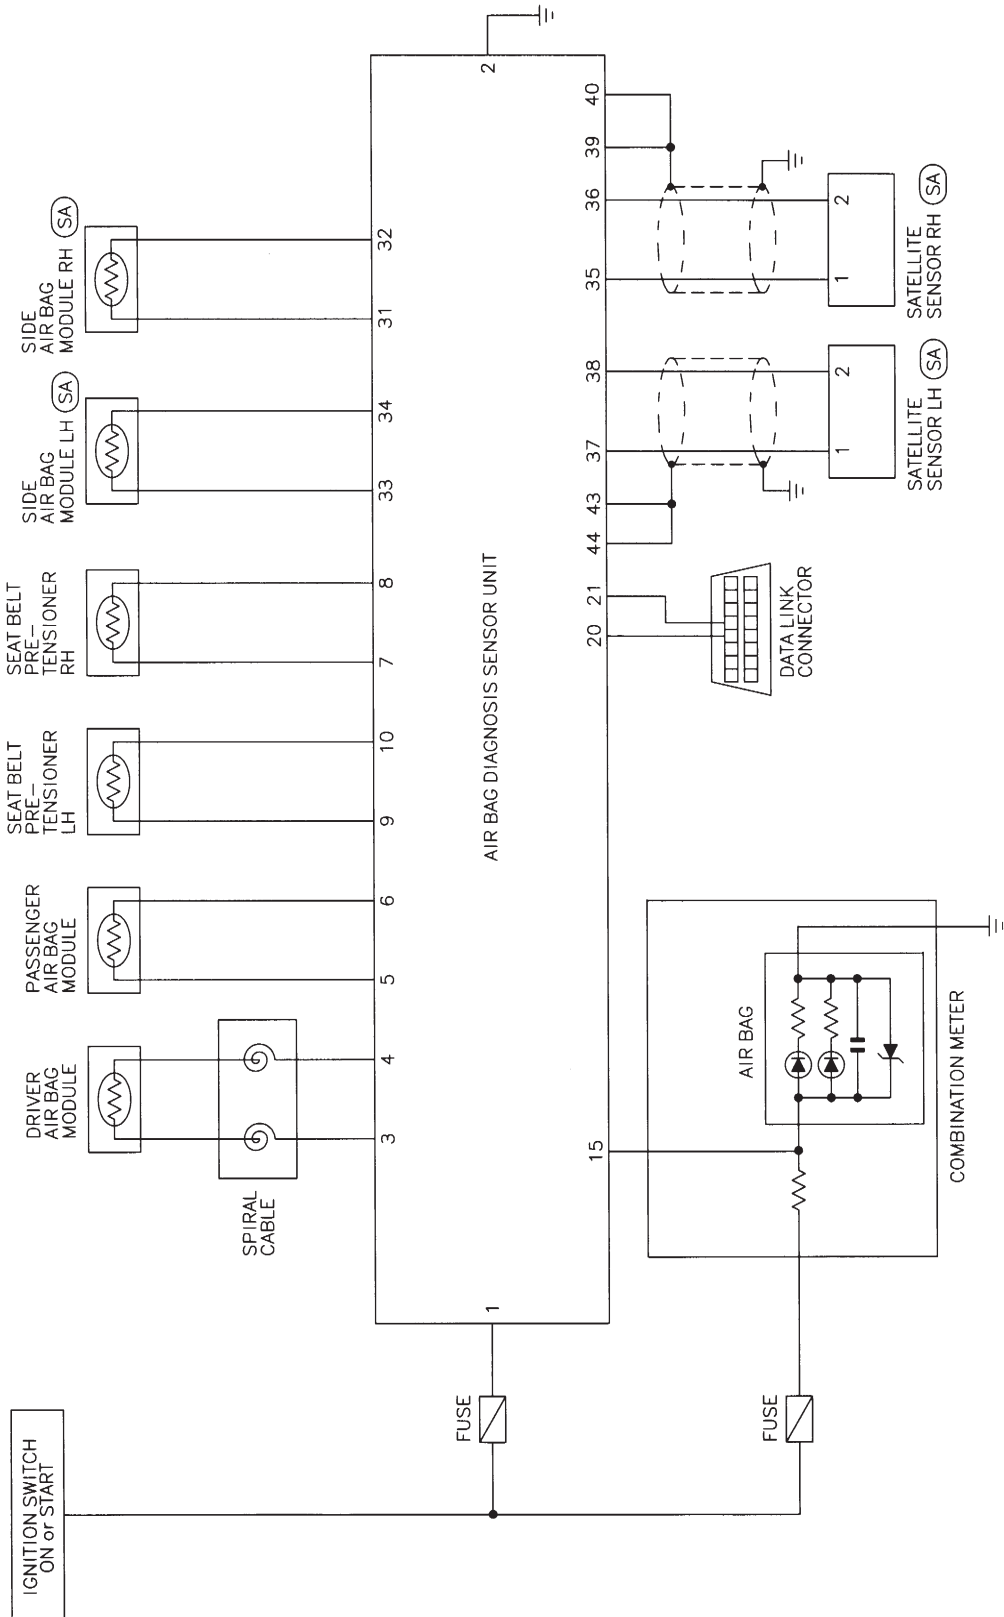 IGNITION SWITCH
ON or START
FUSE
FUSE
DRIVER
AIR BAG
MODULE
SPIRAL
CABLE
PASSENGER
AIR BAG
MODULE
SEAT BELT
PRE–
TENSIONER
LH
SEAT BELT
PRE–
TENSIONER
RH
SIDE
AIR BAG
MODULE LH SA
SIDE
AIR BAG
MODULE RH SA
3 4 5 6 9 10 7 8 33 34 31 32
1
AIR BAG DIAGNOSIS SENSOR UNIT
2
15 20 21 44 43 37 38 35 36 39 40
AIR BAG
COMBINATION METER
DATA LINK
CONNECTOR
1 2
SATELLITE
SENSOR LH SA
1 2
SATELLITE
SENSOR RH SA